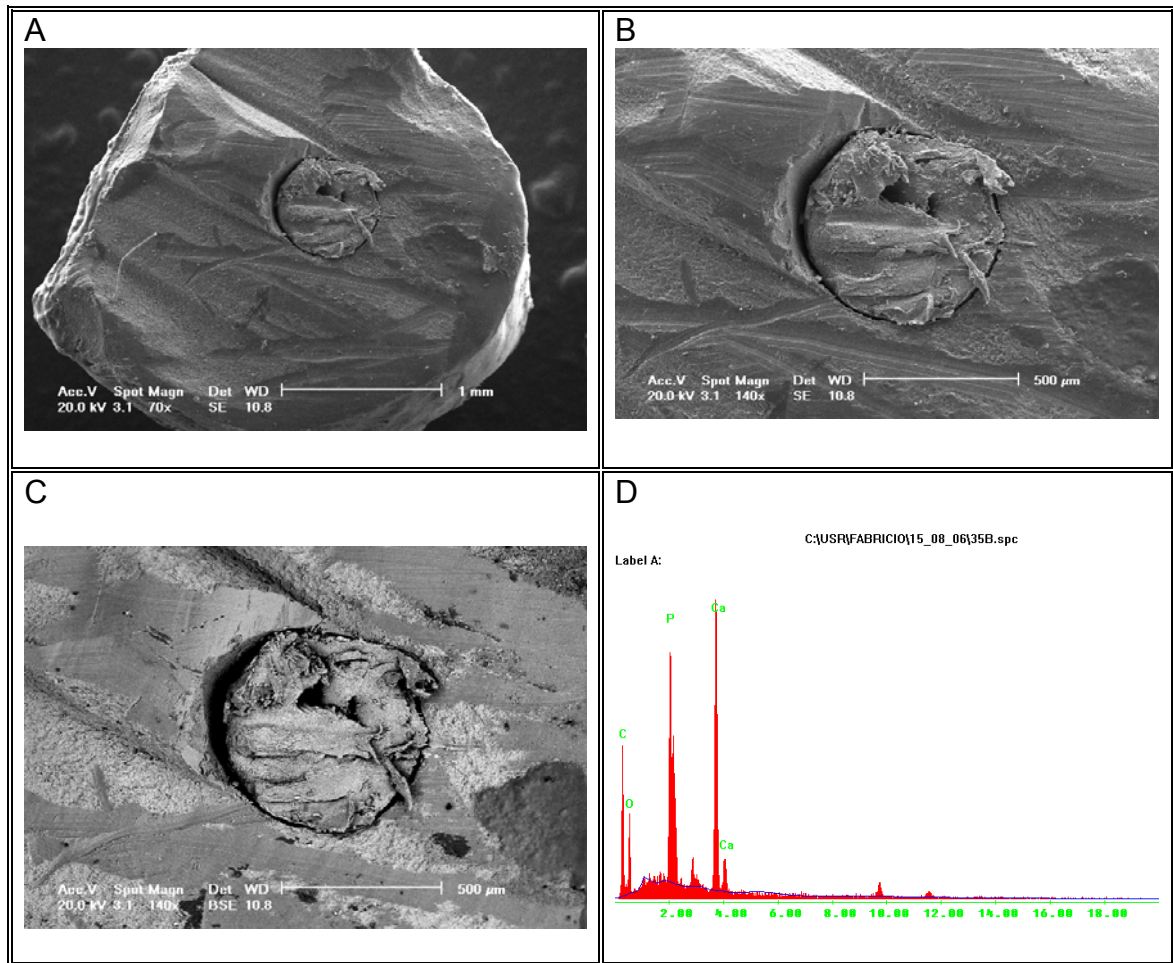 A
Acc.V Spot Magn Det WD 1 mm
20.0 kV 3.1 70x SE 10.8
B
Acc.V Spot Magn Det WD 500 µm
20.0 kV 3.1 140x SE 10.8
C
Acc.V Spot Magn Det WD 500 µm
20.0 kV 3.1 140x BSE 10.8
D
C:\USR\FABRICIO\15_08_06\35B.spc
Label A:
Ca
P
C
O
Ca
2.00 4.00 6.00 8.00 10.00 12.00 14.00 16.00 18.00